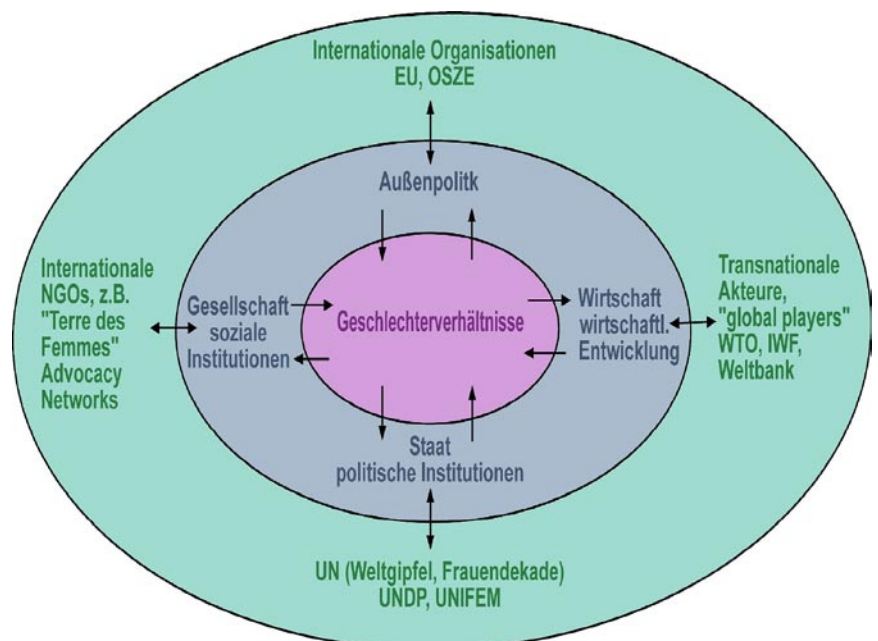 Internationale Organisationen
EU, OSZE
Außenpolitk
Internationale
NGOs, z.B.
"Terre des
Femmes"
Advocacy
Networks
Gesellschaft
soziale
Institutionen
Geschlechterverhältnisse
Wirtschaft
wirtschaftl.
Entwicklung
Transnationale
Akteure,
"global players"
WTO, IWF,
Weltbank
Staat
politische Institutionen
UN (Weltgipfel, Frauendekade)
UNDP, UNIFEM